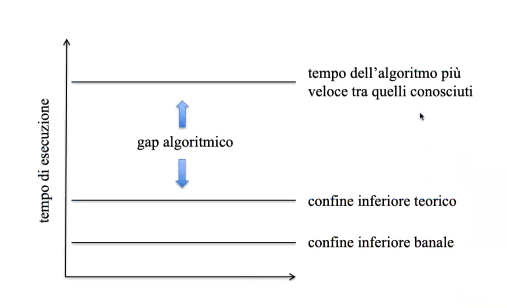 tempo dell'algoritmo più
veloce tra quelli conosciuti
gap algoritmico
tempo di esecuzione
confine inferiore teorico
confine inferiore banale